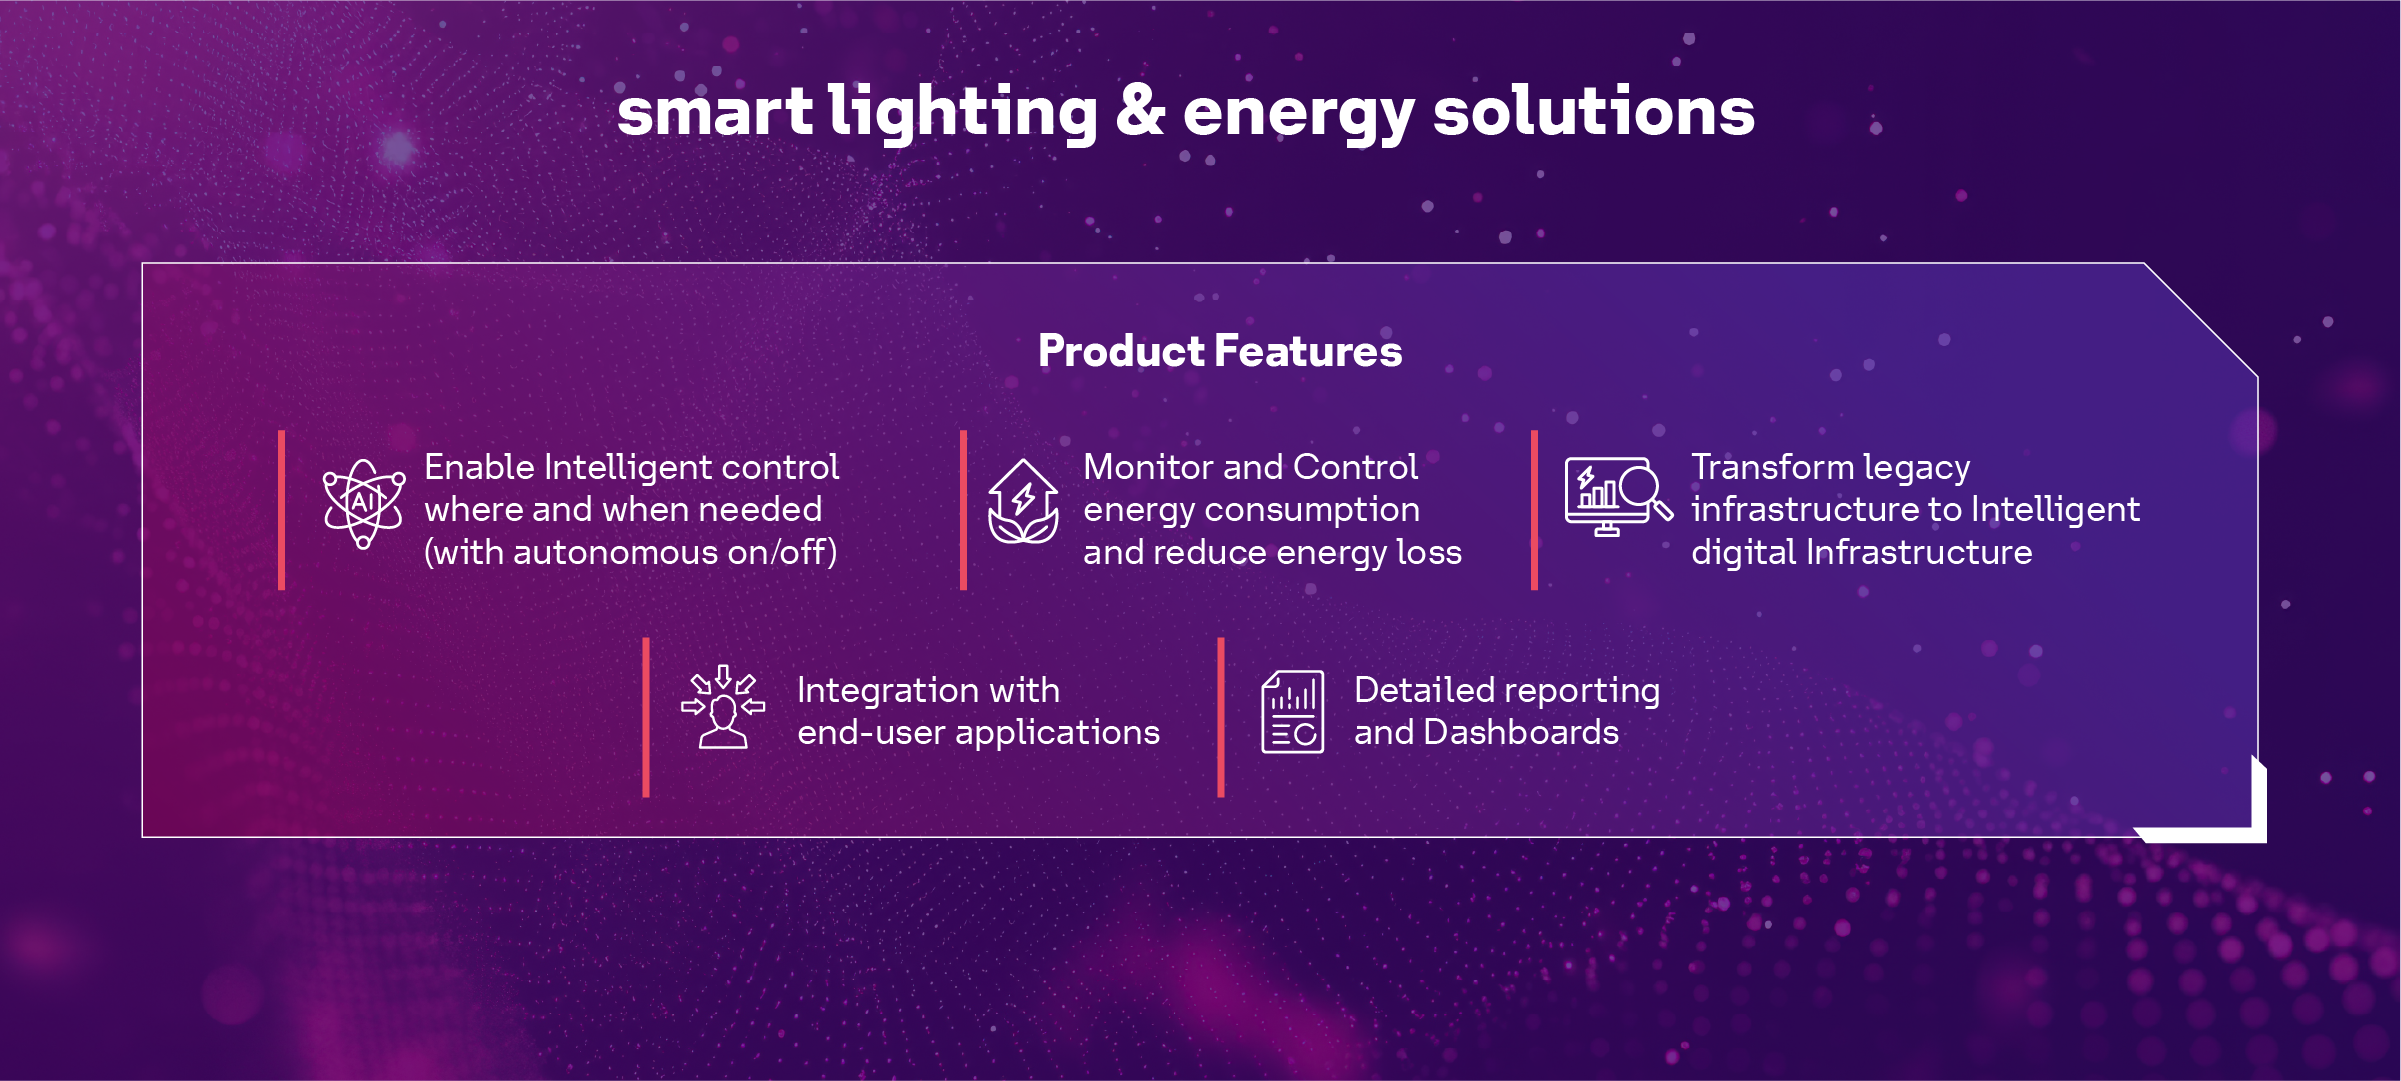 smart lighting & energy solutions
Product Features
AI
Enable Intelligent control
where and when needed
(with autonomous on/off)
Monitor and Control
energy consumption
and reduce energy loss
Transform legacy
infrastructure to Intelligent
digital Infrastructure
Integration with
end-user applications
Detailed reporting
and Dashboards